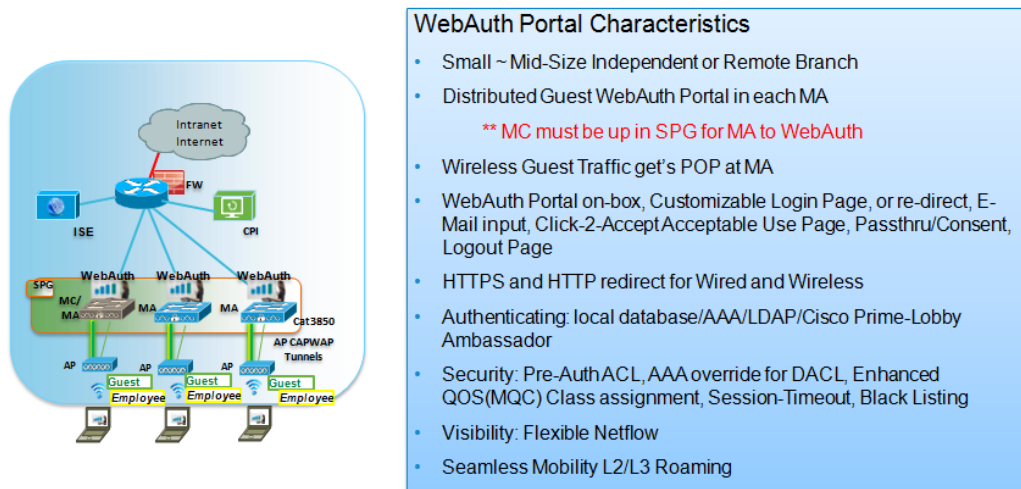 Intranet
Internet
FW
ISE
CPI
WebAuth WebAuth WebAuth
SPG
MC/
MA
MA
MA
Cat3850
AP CAPWAP
Tunnels
AP
AP
AP
Guest
Employee
Guest
Employee
Guest
Employee
WebAuth Portal Characteristics
• Small ~ Mid-Size Independent or Remote Branch
• Distributed Guest WebAuth Portal in each MA
** MC must be up in SPG for MA to WebAuth
• Wireless Guest Traffic get's POP at MA
• WebAuth Portal on-box, Customizable Login Page, or re-direct, E-
Mail input, Click-2-Accept Acceptable Use Page, Passthru/Consent,
Logout Page
• HTTPS and HTTP redirect for Wired and Wireless
• Authenticating: local database/AAA/LDAP/Cisco Prime-Lobby
Ambassador
• Security: Pre-Auth ACL, AAA override for DACL, Enhanced
QOS(MQC) Class assignment, Session-Timeout, Black Listing
• Visibility: Flexible Netflow
• Seamless Mobility L2/L3 Roaming